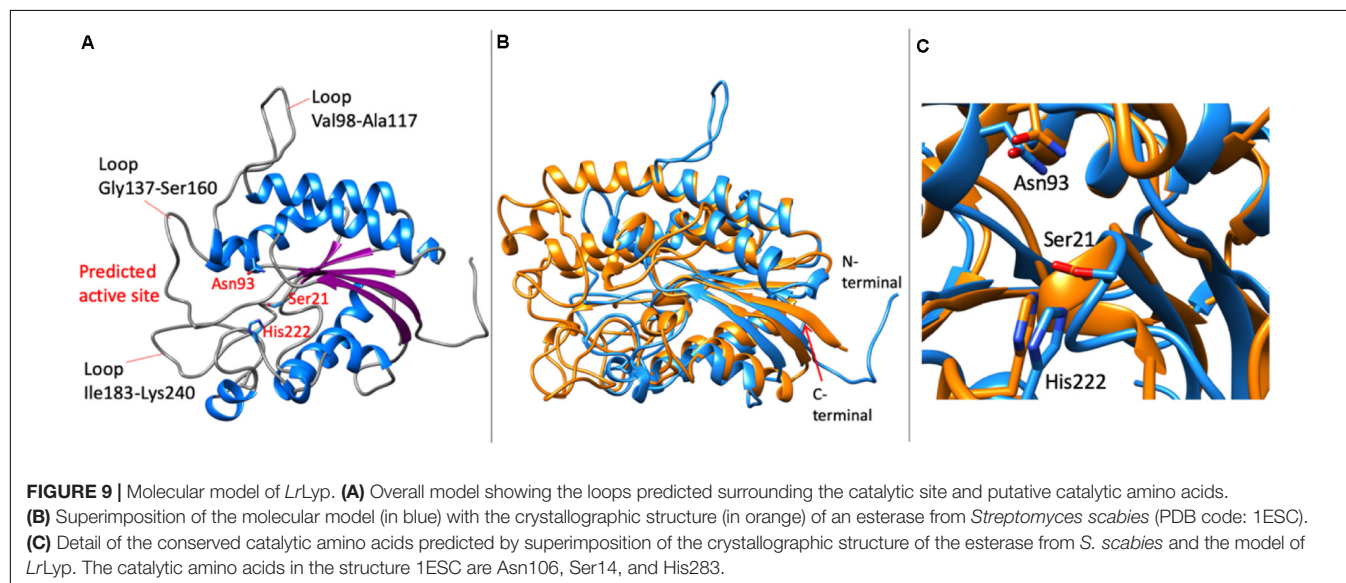 A
Loop
Val98-Ala117
Loop
Gly137-Ser160
Predicted
active site
Asn93
Ser21
His222
Loop
Ile183-Lys240
B
N-
terminal
C-
terminal
C
Asn93
Ser21
His222
FIGURE 9 | Molecular model of LrLyp. (A) Overall model showing the loops predicted surrounding the catalytic site and putative catalytic amino acids.
(B) Superimposition of the molecular model (in blue) with the crystallographic structure (in orange) of an esterase from Streptomyces scabies (PDB code: 1ESC).
(C) Detail of the conserved catalytic amino acids predicted by superimposition of the crystallographic structure of the esterase from S. scabies and the model of
LrLyp. The catalytic amino acids in the structure 1ESC are Asn106, Ser14, and His283.